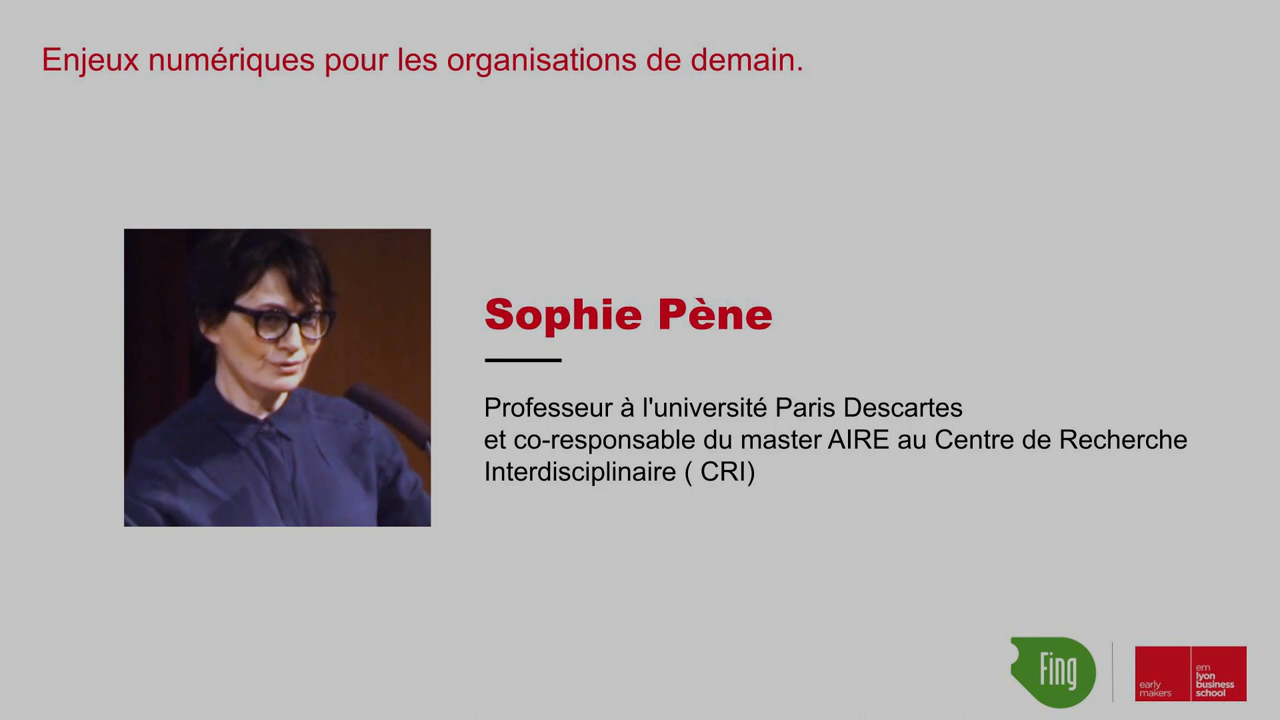 Enjeux numériques pour les organisations de demain.
Sophie Pène
Professeur à l'université Paris Descartes
et co-responsable du master AIRE au Centre de Recherche
Interdisciplinaire ( CRI)
Fing
early
makers
em
lyon
business
school